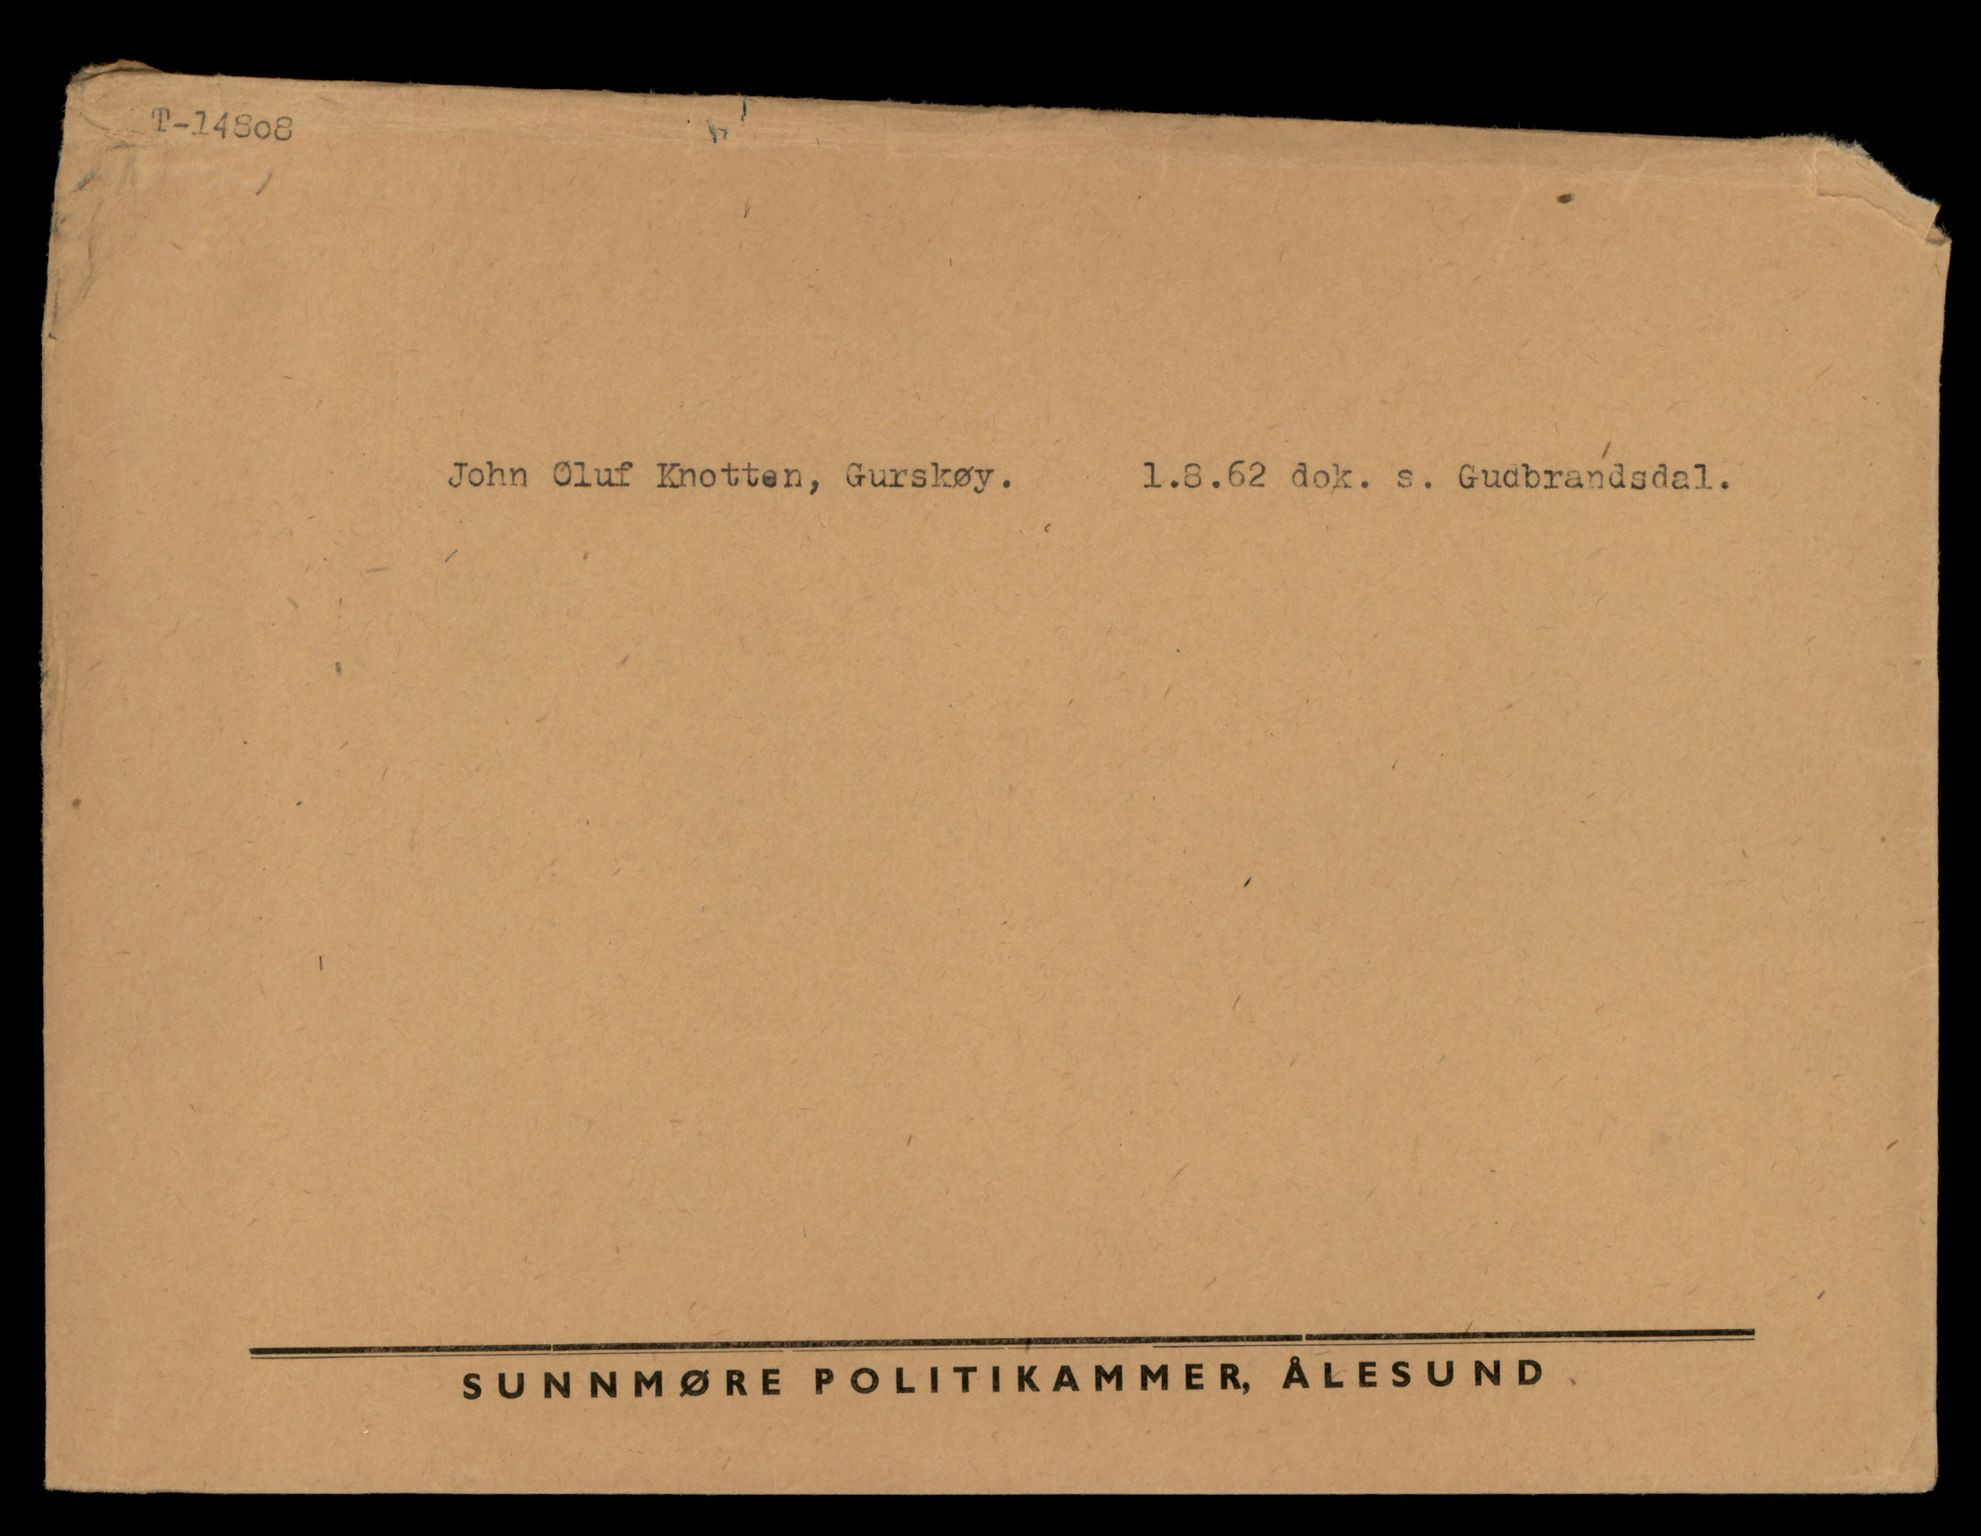 T-14808
John Oluf Knotten, Gurskøy. 1.8.62 dok. s. Gudbrandsdal.
SUNNMØRE POLITIKAMMER, ÅLESUND